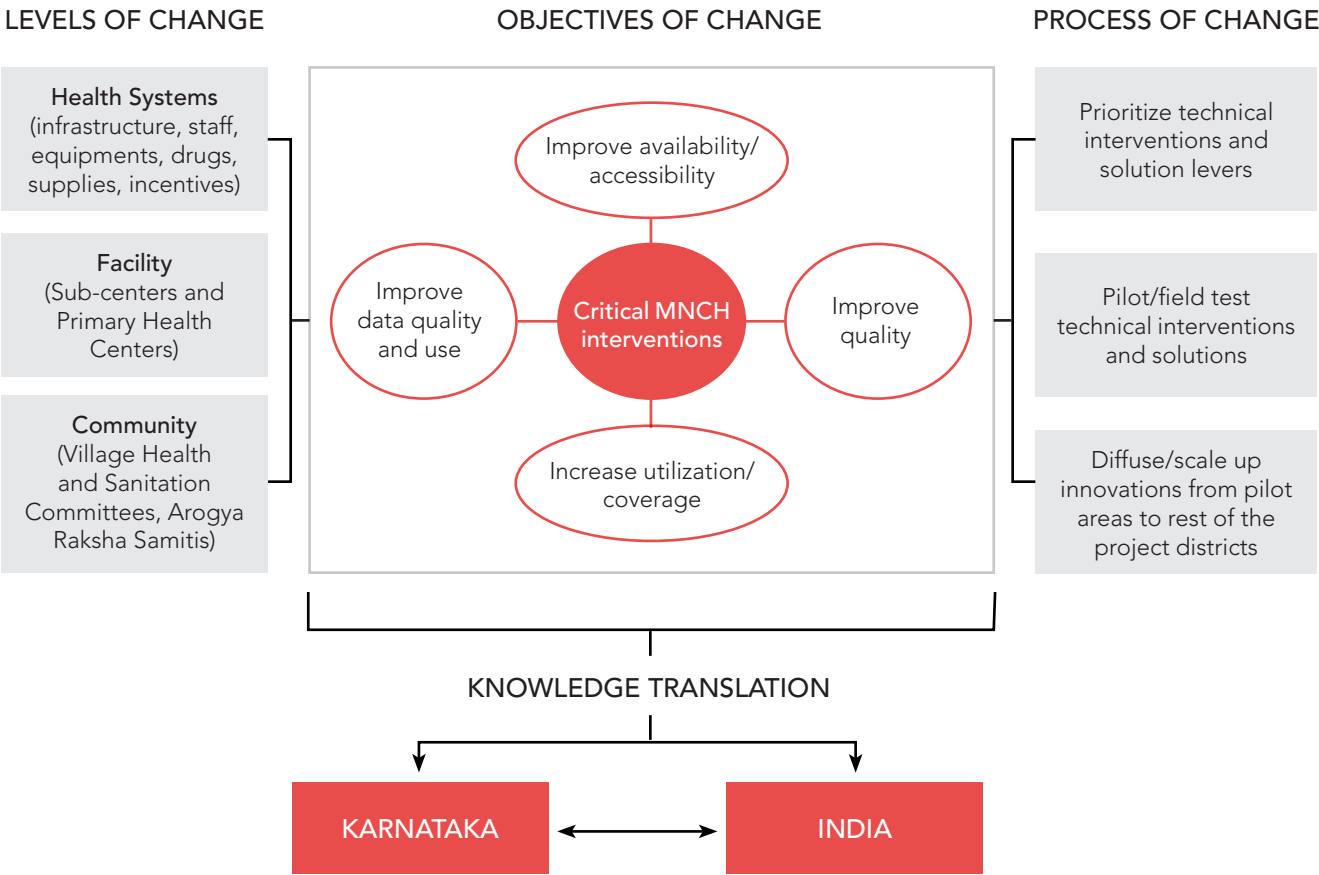 LEVELS OF CHANGE
Health Systems
(infrastructure, staff,
equipments, drugs,
supplies, incentives)
Facility
(Sub-centers and
Primary Health
Centers)
Community
(Village Health
and Sanitation
Committees, Arogya
Raksha Samitis)
OBJECTIVES OF CHANGE
Improve availability/
accessibility
Improve
data quality
and use
Critical MNCH
interventions
Improve
quality
Increase utilization/
coverage
PROCESS OF CHANGE
Prioritize technical
interventions and
solution levers
Pilot/field test
technical interventions
and solutions
Diffuse/scale up
innovations from pilot
areas to rest of the
project districts
KNOWLEDGE TRANSLATION
KARNATAKA
INDIA